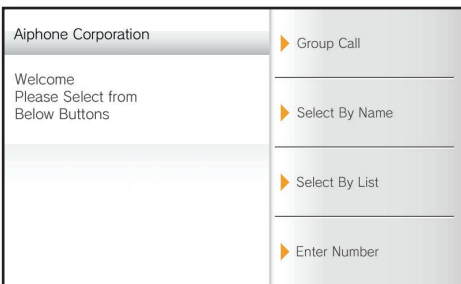 Aiphone Corporation
Welcome
Please Select from
Below Buttons
Group Call
Select By Name
Select By List
Enter Number